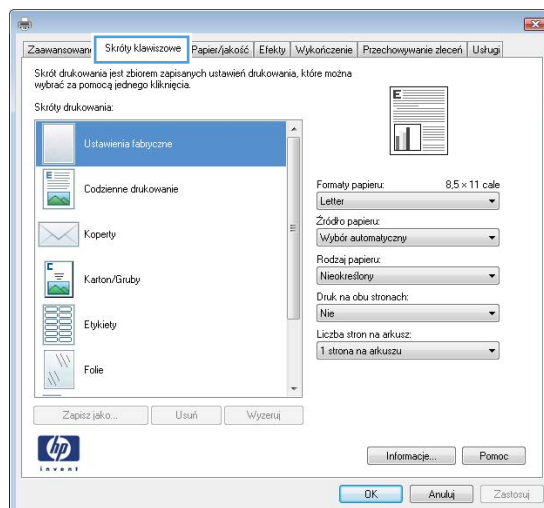 Zaawansowane Skróty klawiszowe Papier/jakość Efekty Wykończenie Przechowywanie zleceń Usługi
Skrót drukowania jest zbiorem zapisanych ustawień drukowania, które można
wybrać za pomocą jednego kliknięcia.
Skróty drukowania:
Ustawienia fabryczne
Codzienne drukowanie
Koperty
Karton/Gruby
Etykiety
Folie
E
Formaty papieru: 8,5 × 11 cale
Letter
Źródło papieru:
Wybór automatyczny
Rodzaj papieru:
Nieokreślony
Druk na obu stronach:
Nie
Liczba stron na arkusz:
1 strona na arkuszu
Zapisz jako... Usuń Wyzeruj
hp
invent
Informacje... Pomoc
OK Anuluj Zastosuj